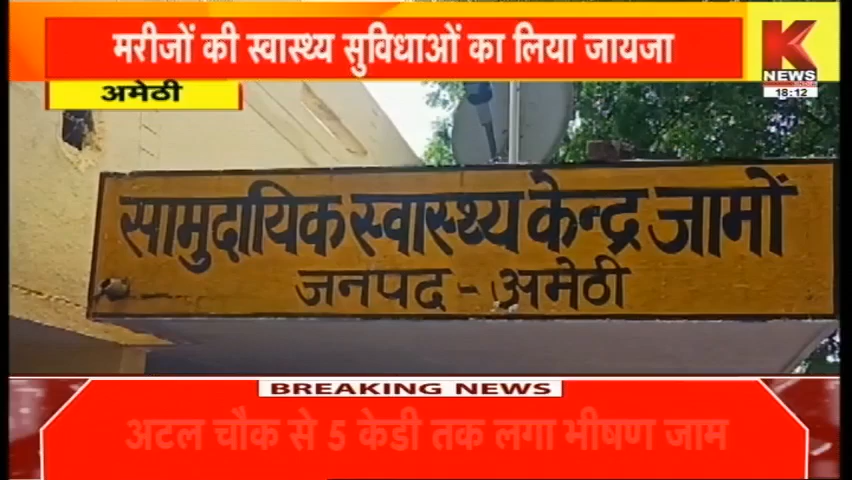 मरीजों की स्वास्थ्य सुविधाओं का लिया जायजा
K
NEWS
18:12
अमेठी
सामुदायिक स्वास्थ्य केन्द्र जामों
जनपद - अमेठी
BREAKING NEWS
अटल चौक से 5 केडी तक लगा भीषण जाम